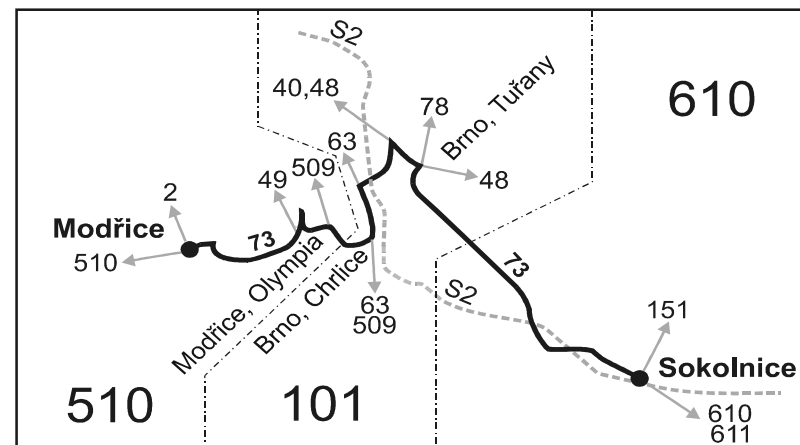 S2
40,48
78
Brno, Tuřany
610
63
509
48
49
2
Modřice
510
73
Modřice, Olympia
Brno, Chrlice
63
509
73
S2
151
Sokolnice
610
611
510
101